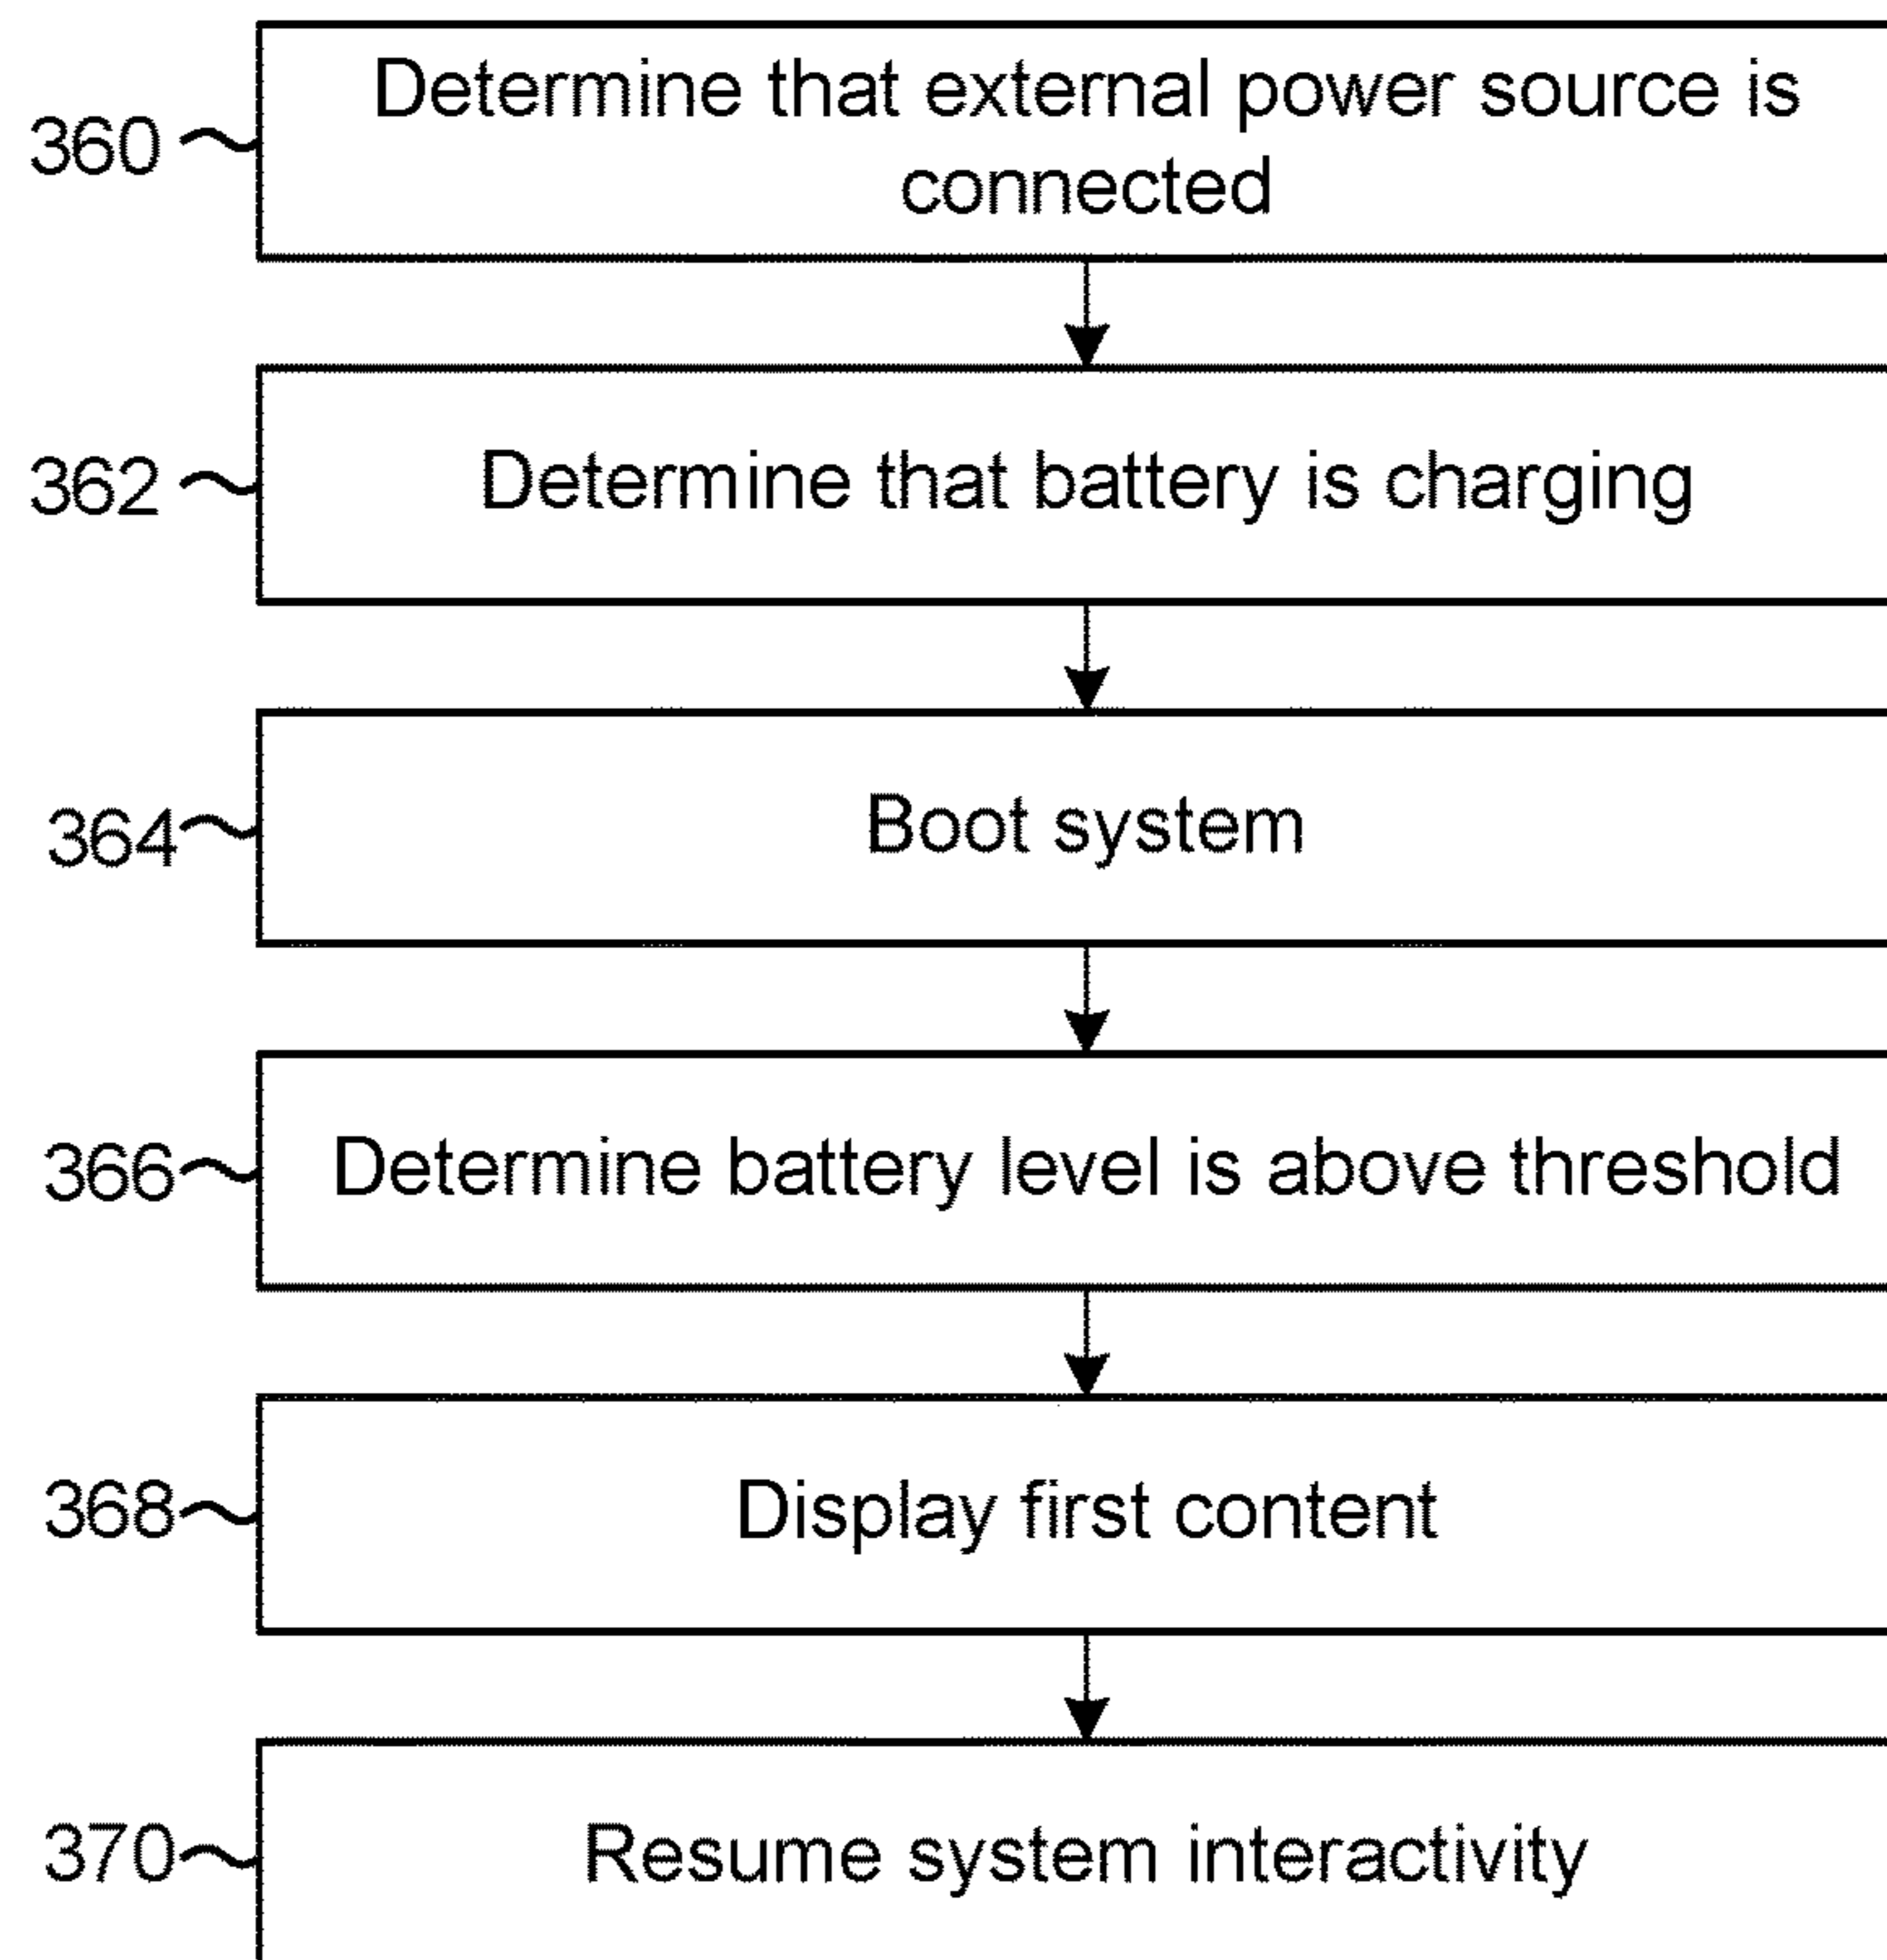 360
Determine that external power source is
connected
362
Determine that battery is charging
364
Boot system
366
Determine battery level is above threshold
368
Display first content
370
Resume system interactivity